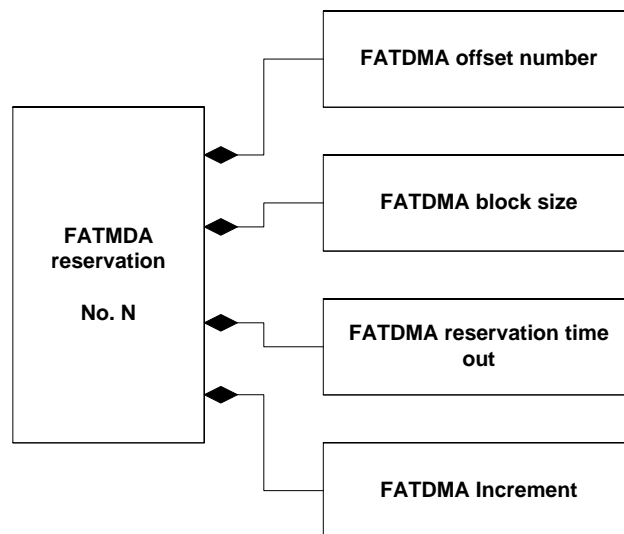 FATDMA offset number
FATMDA
reservation
No. N
FATDMA block size
FATDMA reservation time
out
FATDMA Increment